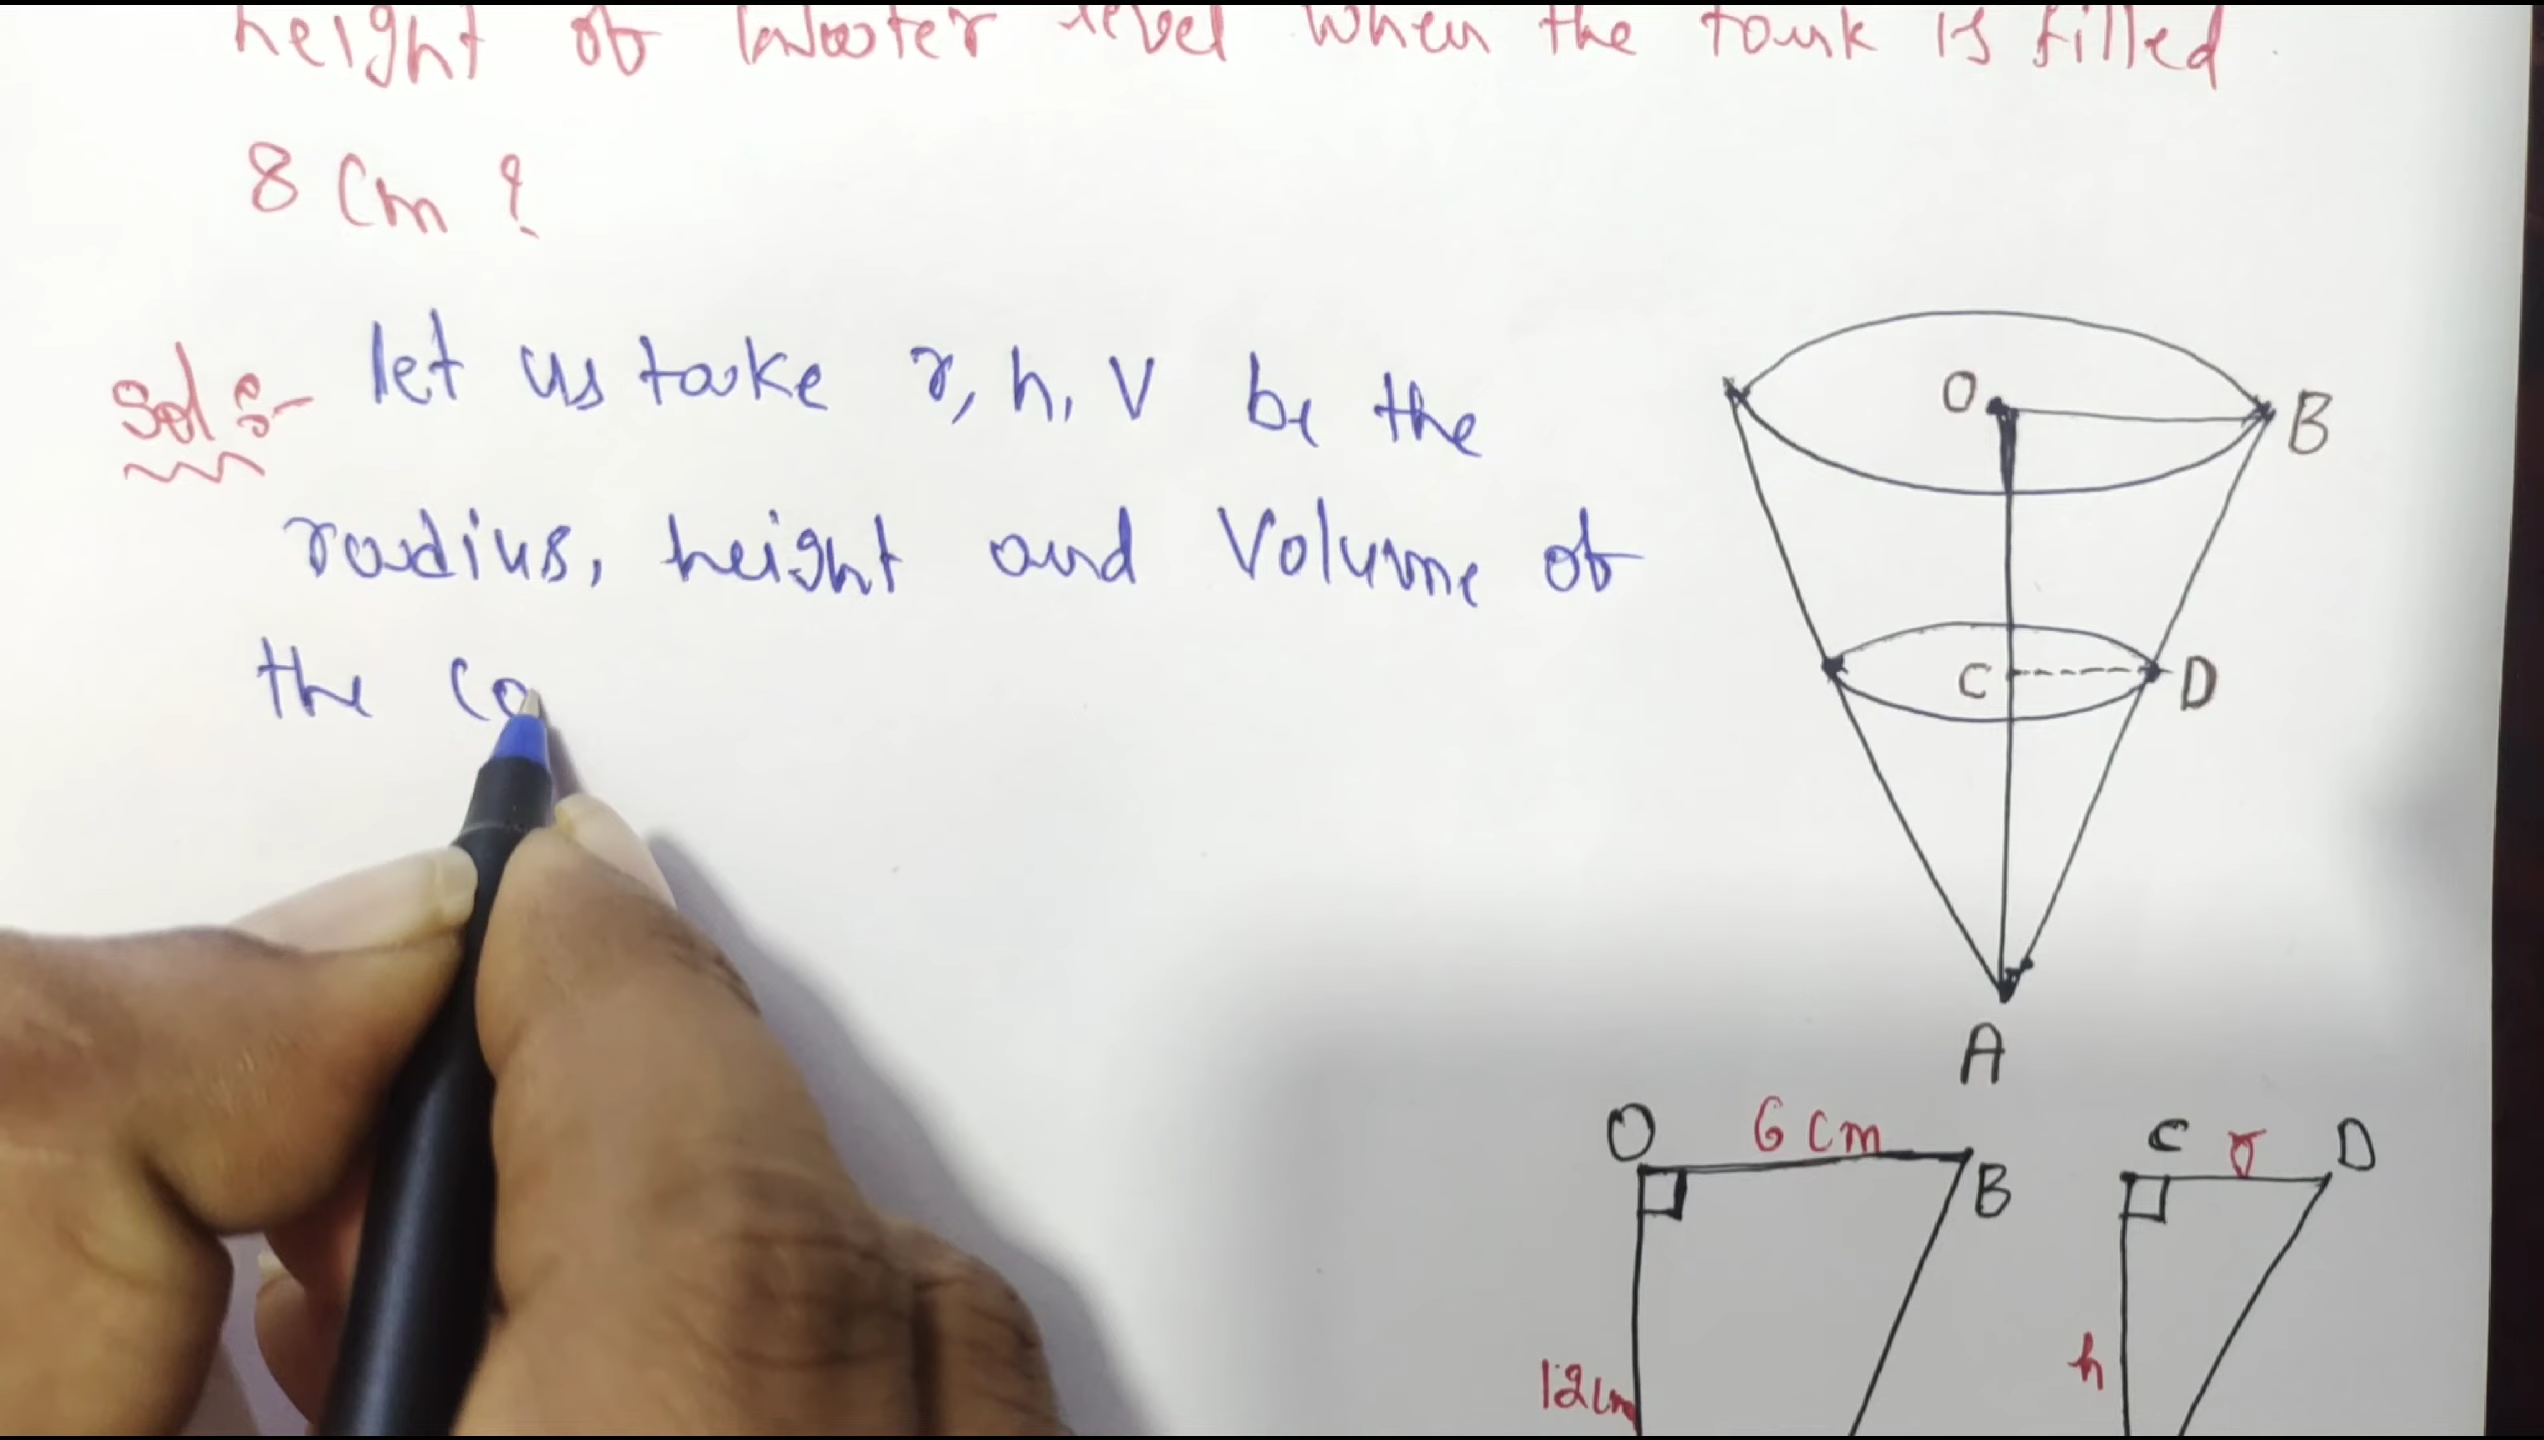 height of water level when the tank is filled
8 cm ?
Sol :- let us take r, h, V be the
radius, height and Volume of
the co
O
B
C
D
A
O 6 cm B
C r D
12cm
h